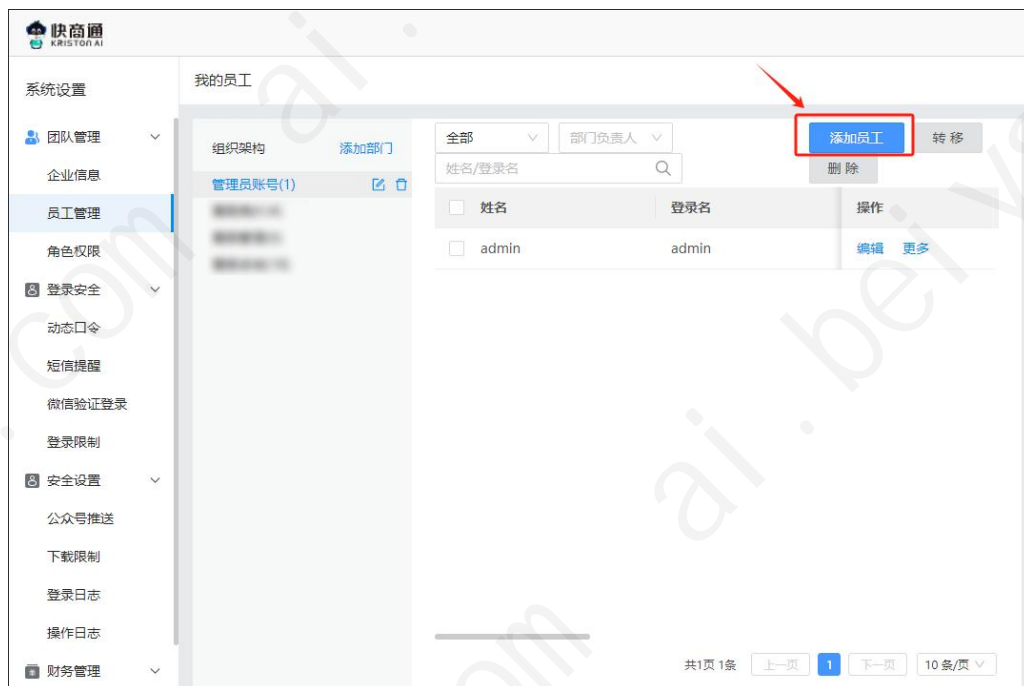 快商通
KRISTON AI
系统设置
我的员工
团队管理
企业信息
员工管理
角色权限
登录安全
动态口令
短信提醒
微信验证登录
登录限制
安全设置
公众号推送
下载限制
登录日志
操作日志
财务管理
组织架构 添加部门
管理员账号(1)
全部 部门负责人 添加员工 转 移
姓名/登录名 删 除
姓名 登录名 操作
admin admin 编辑 更多
共1页 1条 上一页 1 下一页 10 条/页